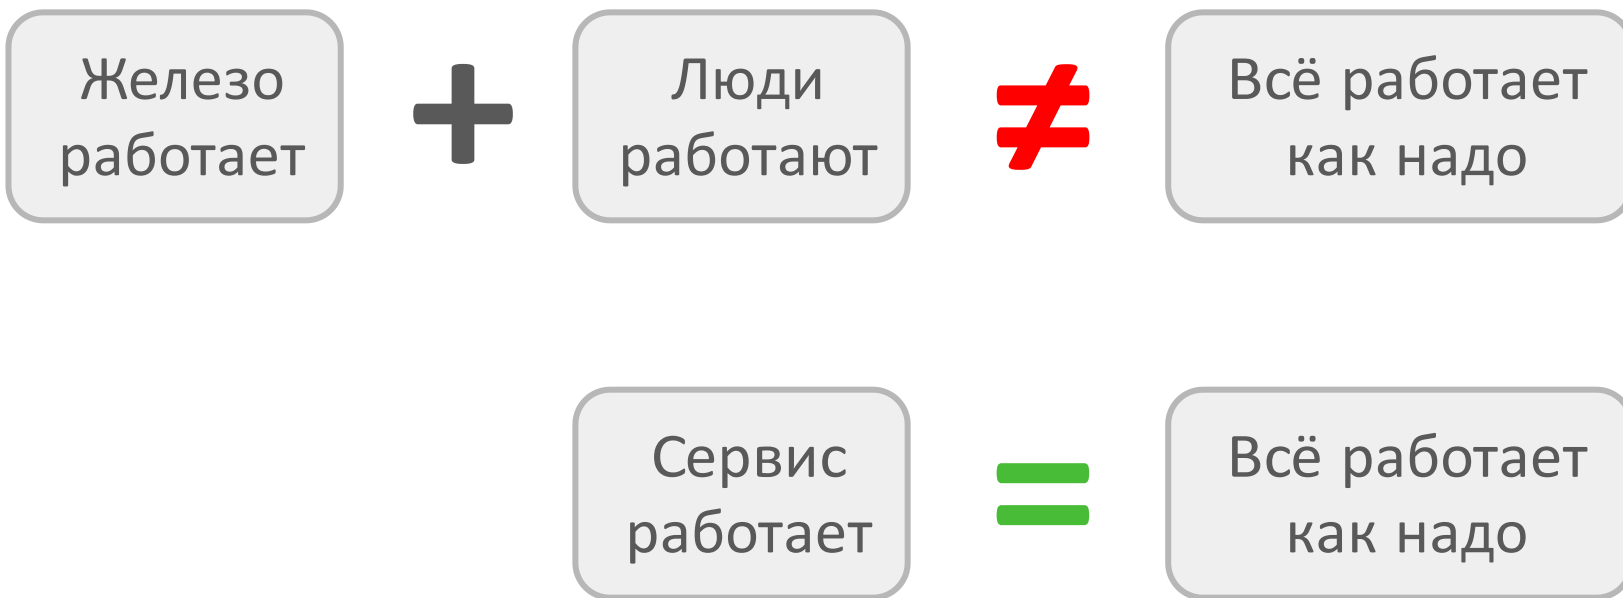 Железо
работает
+
Люди
работают
≠
Всё работает
как надо
Сервис
работает
=
Всё работает
как надо